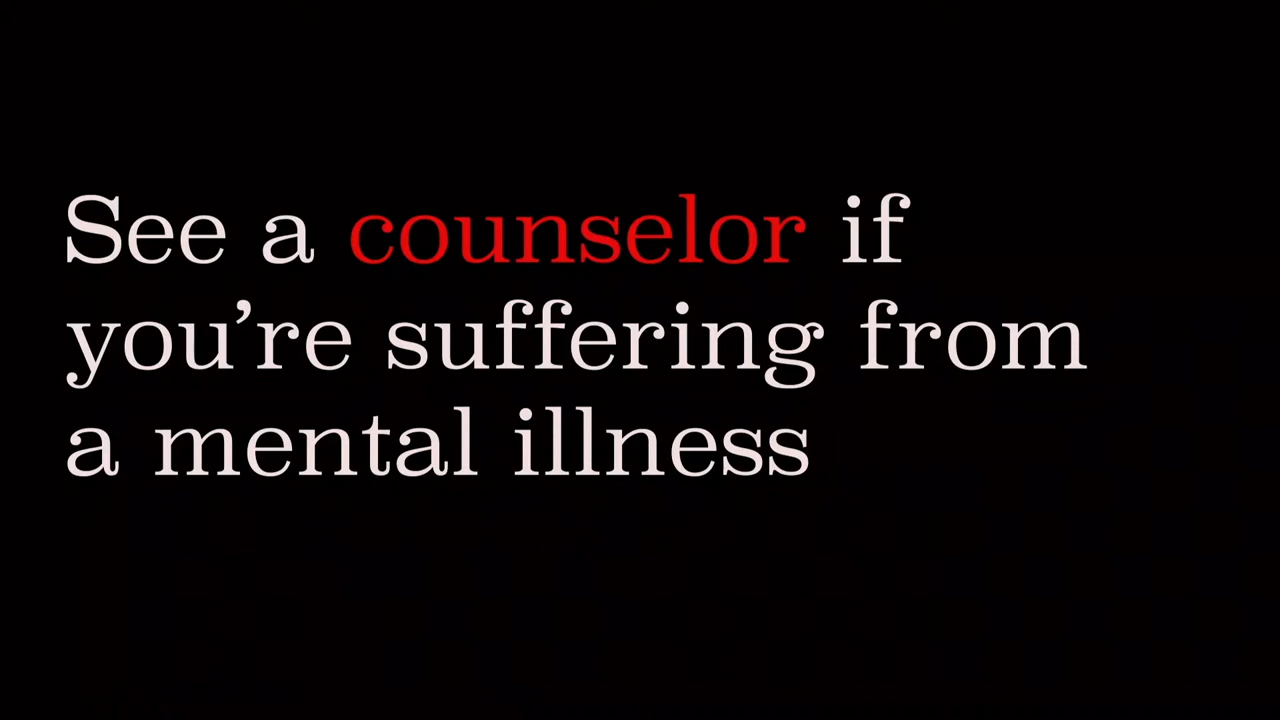 See a counselor if
you’re suffering from
a mental illness